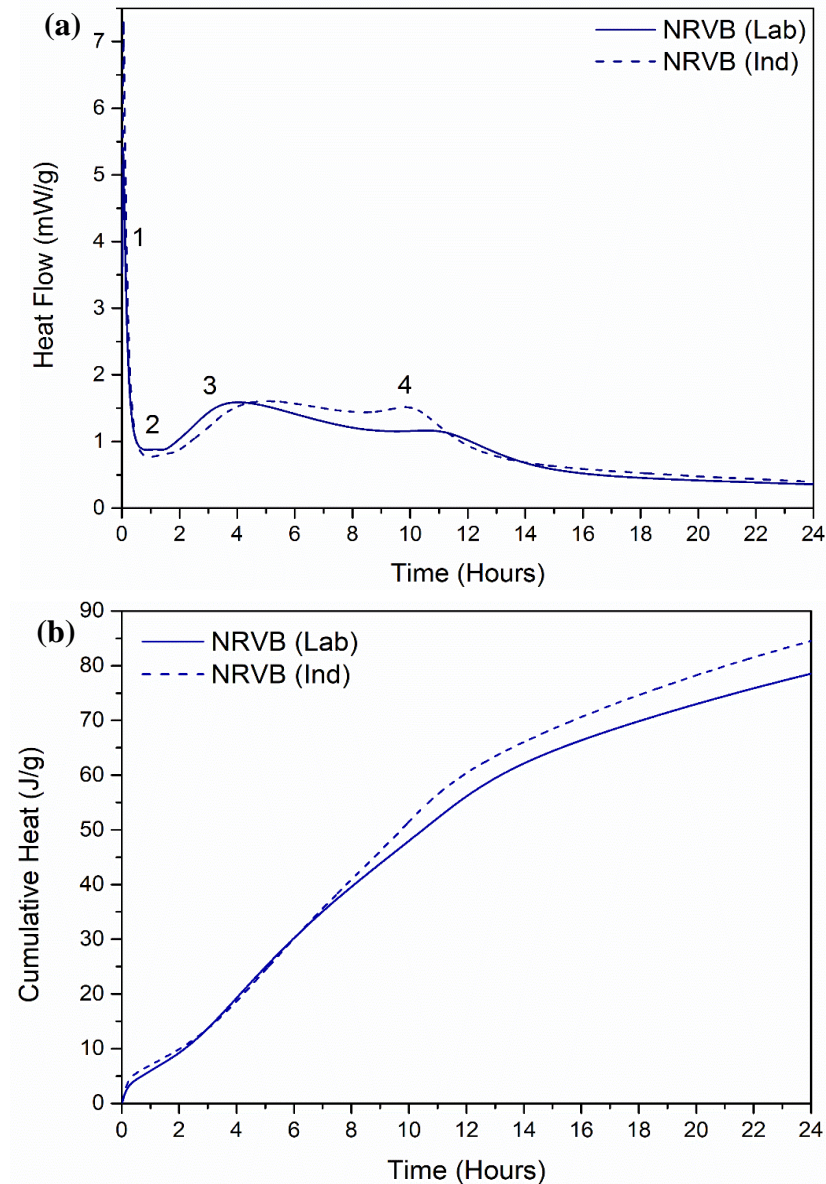 (a)
NRVB (Lab)
NRVB (Ind)
7
6
5
4
3
2
1
0
1
2
3
4
Heat Flow (mW/g)
0 2 4 6 8 10 12 14 16 18 20 22 24
Time (Hours)
(b)
NRVB (Lab)
NRVB (Ind)
90
80
70
60
50
40
30
20
10
0
Cumulative Heat (J/g)
0 2 4 6 8 10 12 14 16 18 20 22 24
Time (Hours)